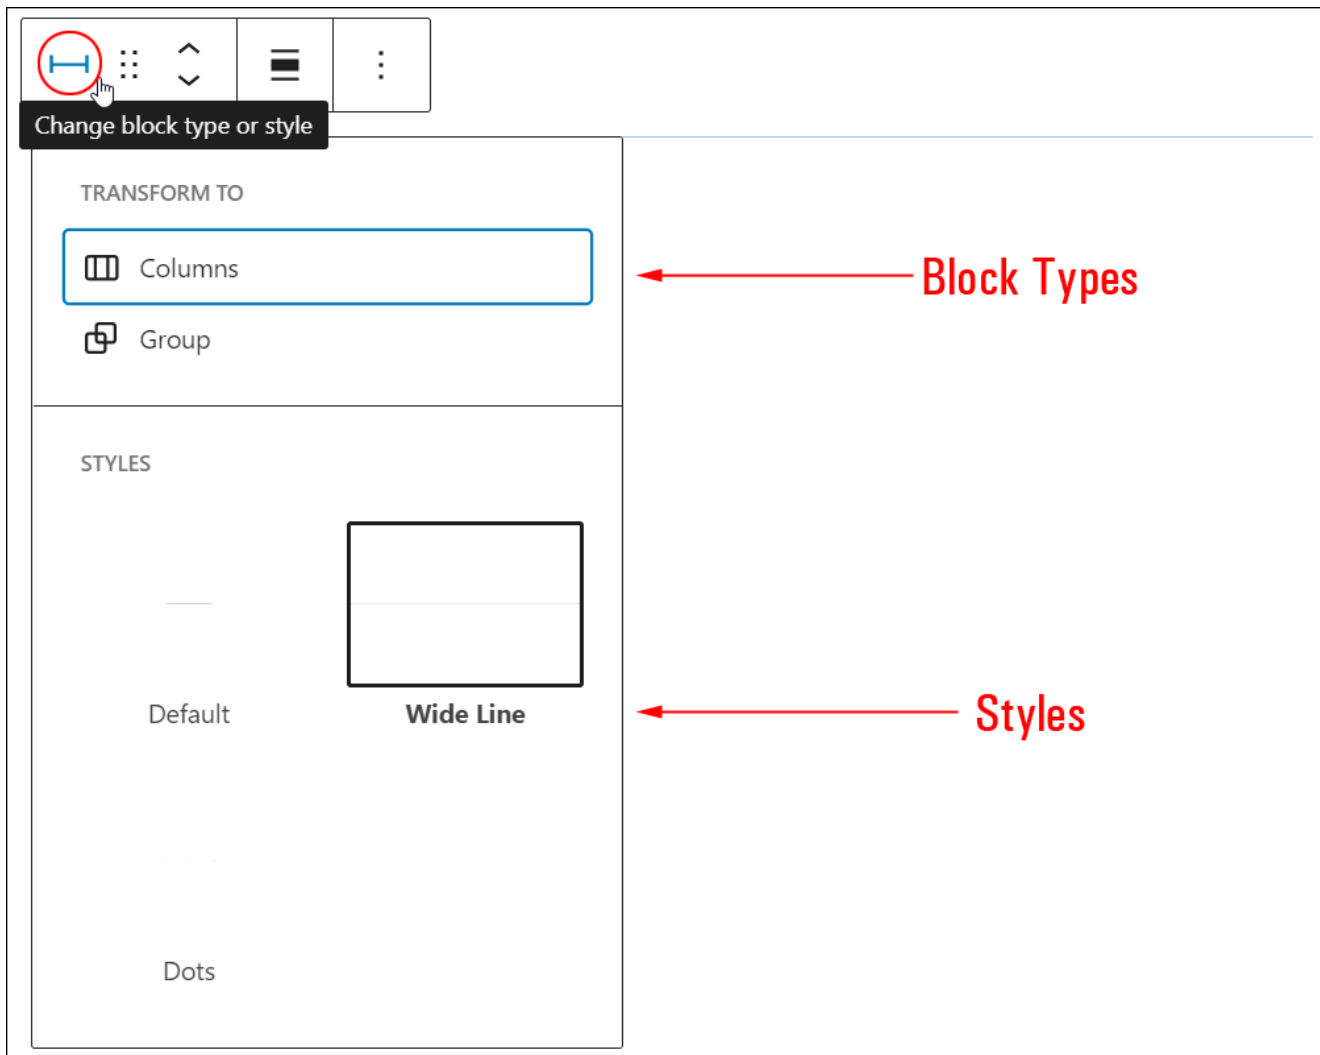 Change block type or style
TRANSFORM TO
Columns
Block Types
Group
STYLES
Default
Wide Line
Styles
Dots